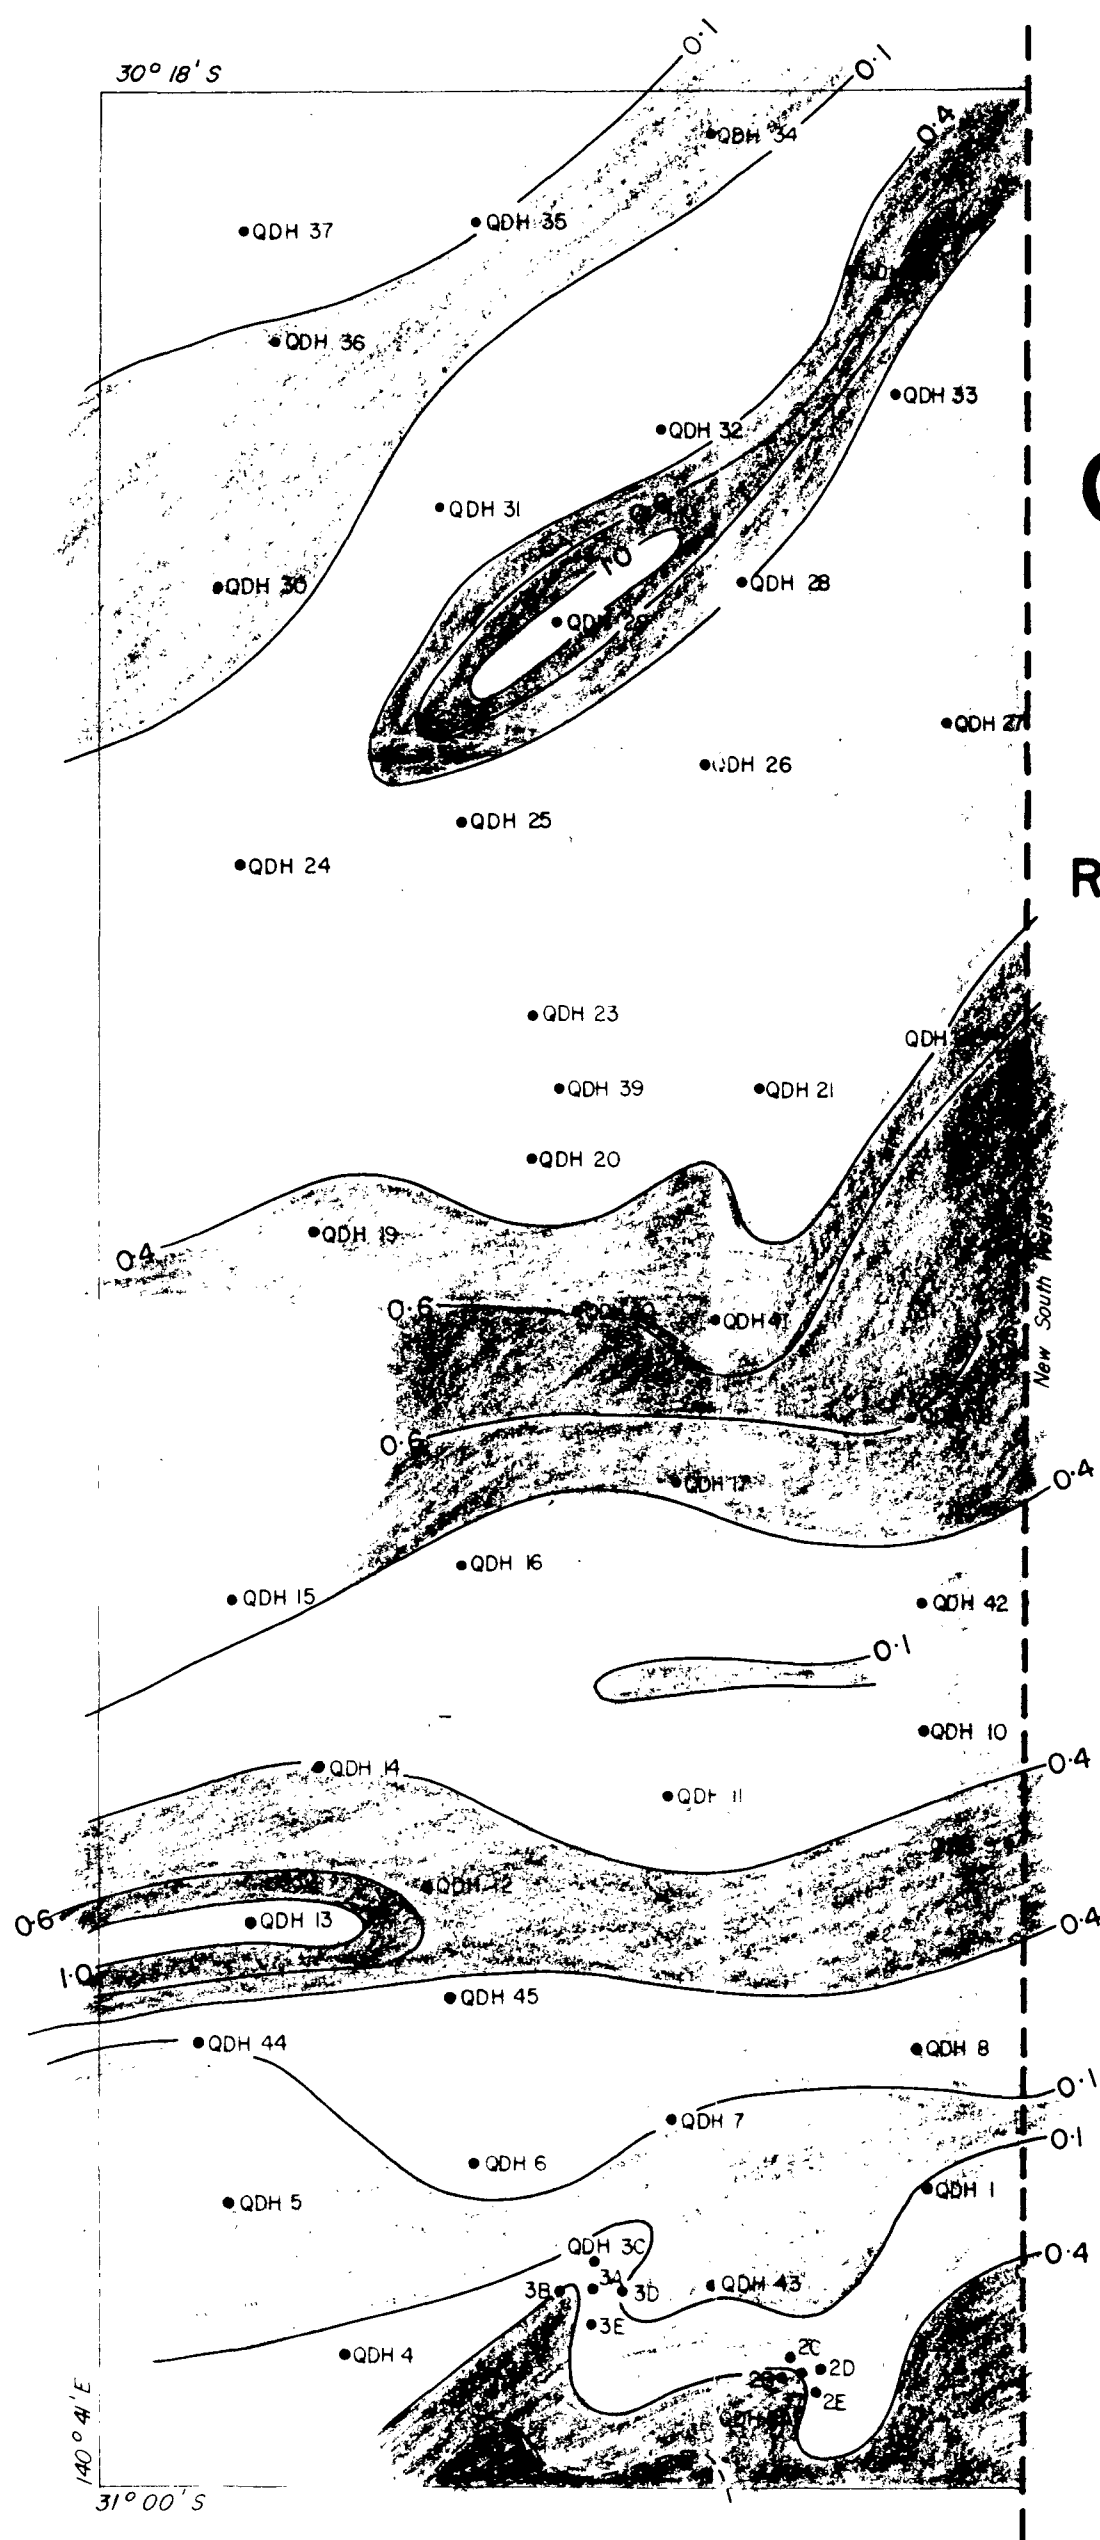 0·1
30° 18' S
0·1
QDH 34
0·4
QDH 35
QDH 37
QDH 36
QDH 33
QDH 32
QDH 31
1·0
QDH 28
QDH 30
QDH 29
QDH 27
QDH 26
QDH 25
R
QDH 24
QDH 23
QDH
QDH 39
QDH 21
QDH 20
QDH 19
0·4
New South Wales
0·6
QDH 41
0·6
QDH 17
0·4
QDH 16
QDH 15
QDH 42
0·1
QDH 10
QDH 14
0·4
QDH 11
QDH 12
0·6
QDH 13
0·4
1·0
QDH 45
QDH 44
QDH 8
0·1
QDH 7
0·1
QDH 6
QDH 1
QDH 5
QDH 3C
0·4
3A
QDH 43
3B
3D
3E
2C
QDH 4
2D
2E
140° 41' E
31° 00' S